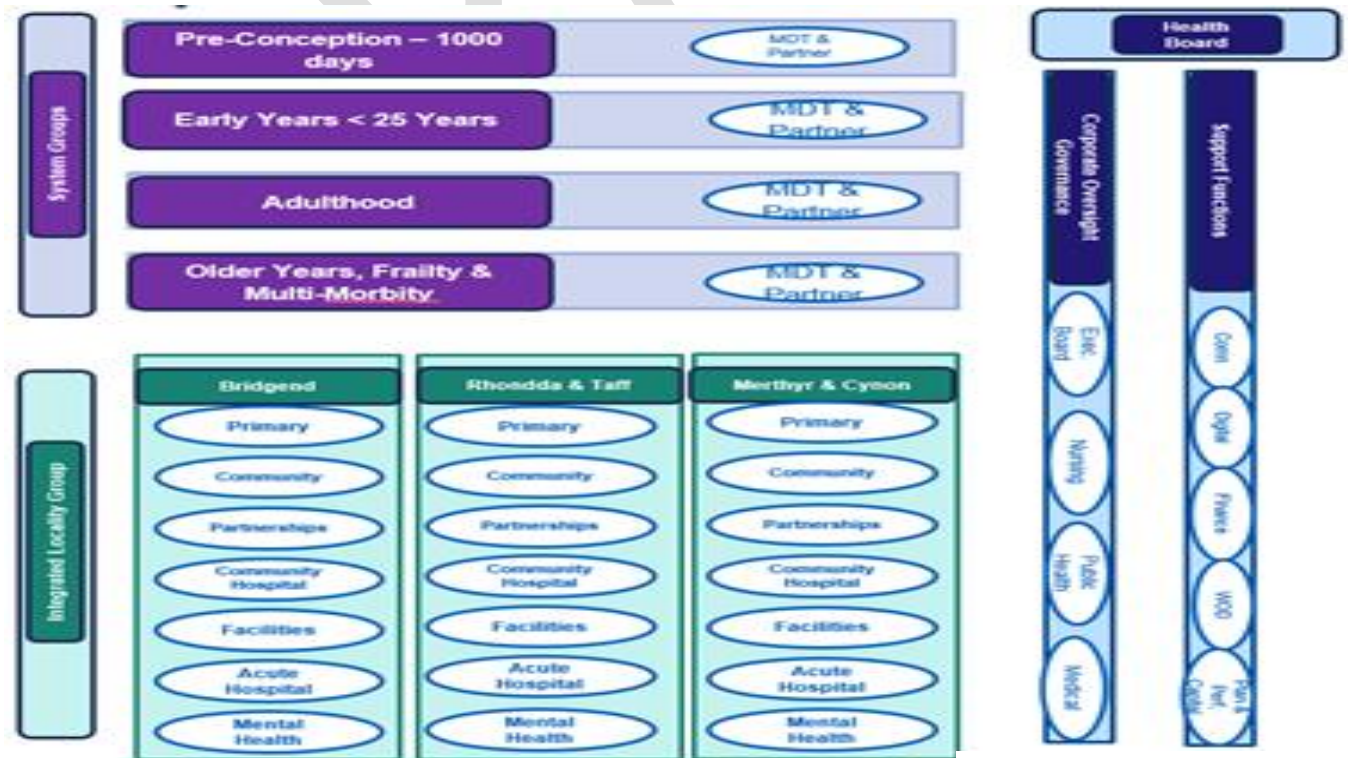 System Groups
Pre-Conception – 1000
days
MDT &
Partner
Early Years < 25 Years
MDT &
Partner
Adulthood
MDT &
Partner
Older Years, Frailty &
Multi-Morbity
MDT &
Partner
Integrated Locality Group
Bridgend
Primary
Community
Partnerships
Community
Hospital
Facilities
Acute
Hospital
Mental
Health
Rhondda & Taff
Primary
Community
Partnerships
Community
Hospital
Facilities
Acute
Hospital
Mental
Health
Merthyr & Cynon
Primary
Community
Partnerships
Community
Hospital
Facilities
Acute
Hospital
Mental
Health
Health
Board
Corporate Oversight
Governance
Exec
Board
Nursing
Public
Health
Medical
Support Functions
Digital
Finance
WOD
Plan &
Perf